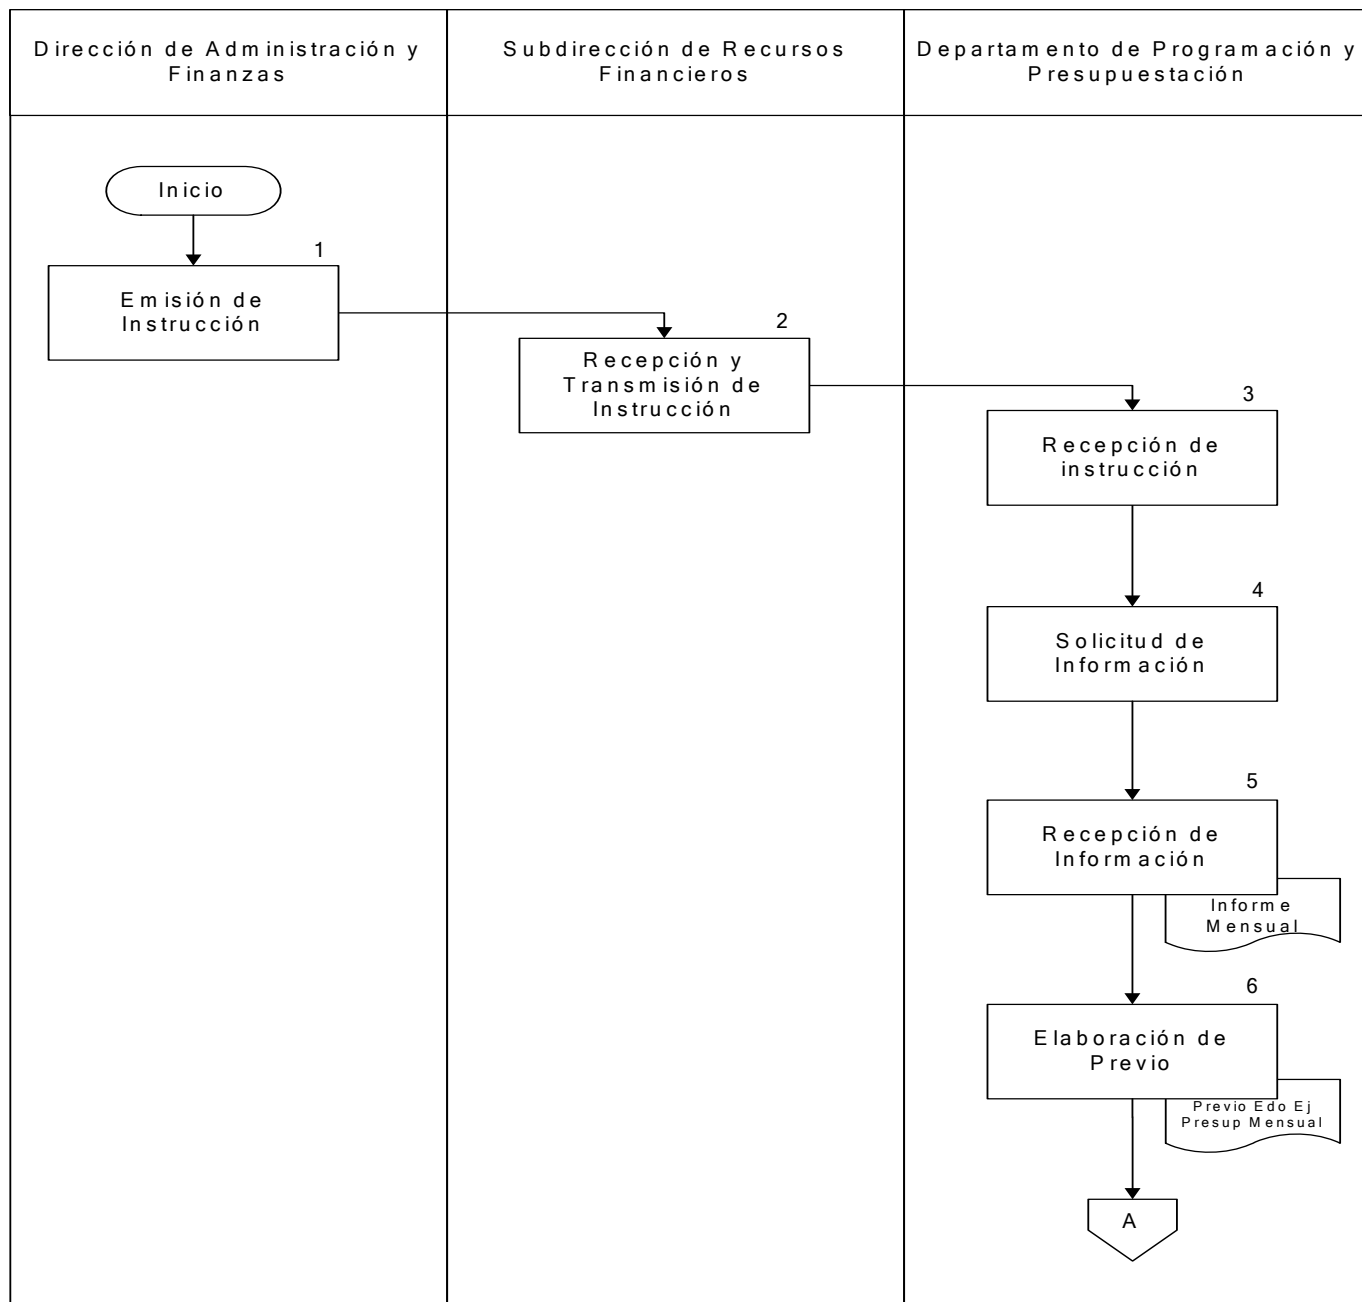 Dirección de Administración y
Finanzas
Subdirección de Recursos
Financieros
Departamento de Programación y
Presupuestación
Inicio
1
Emisión de
Instrucción
2
Recepción y
Transmisión de
Instrucción
3
Recepción de
instrucción
4
Solicitud de
Información
5
Recepción de
Información
Informe
Mensual
6
Elaboración de
Previo
Previo Edo Ej
Presup Mensual
A